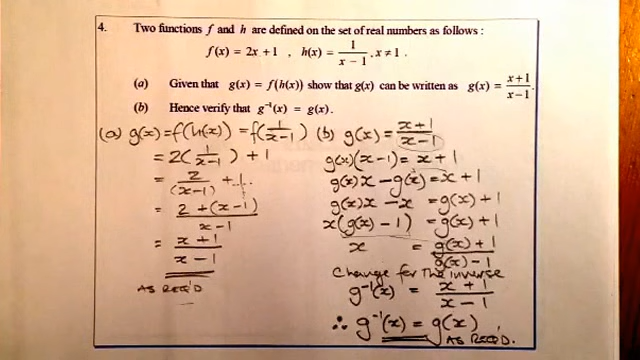 4. Two functions f and h are defined on the set of real numbers as follows :
f(x) = 2x + 1 , h(x) = 1/(x − 1), x ≠ 1.
(a) Given that g(x) = f(h(x)) show that g(x) can be written as g(x) = (x+1)/(x−1).
(b) Hence verify that g⁻¹(x) = g(x).
(a) g(x) = f(h(x)) = f(1/(x−1))
= 2(1/(x−1)) + 1
= 2/(x−1) + 1
= (2 + (x−1))/(x − 1)
= (x + 1)/(x − 1)
AS REQ'D
(b) g(x) = (x+1)/(x−1)
g(x)(x−1) = x + 1
g(x)x − g(x) = x + 1
g(x)x − x = g(x) + 1
x(g(x) − 1) = g(x) + 1
x = (g(x) + 1)/(g(x) − 1)
Change for the inverse
g⁻¹(x) = (x + 1)/(x − 1)
∴ g⁻¹(x) = g(x)
AS REQ'D.